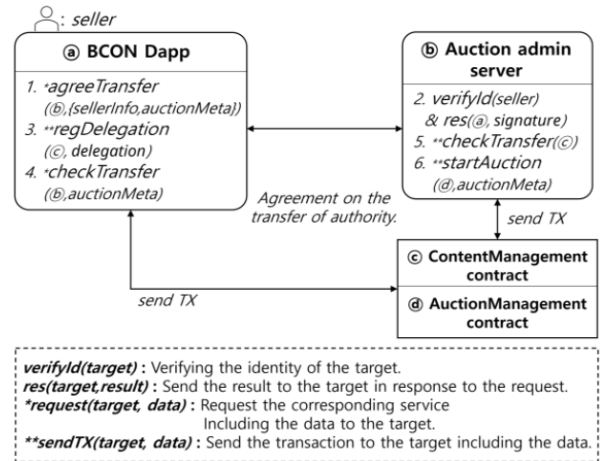 : seller
ⓐ BCON Dapp
1. *agreeTransfer
(ⓑ,{sellerInfo,auctionMeta})
3. **regDelegation
(ⓒ, delegation)
4. *checkTransfer
(ⓑ,auctionMeta)
ⓑ Auction admin
server
2. verifyId(seller)
& res(ⓐ, signature)
5. **checkTransfer(ⓒ)
6. **startAuction
(ⓓ,auctionMeta)
Agreement on the
transfer of authority.
send TX
send TX
ⓒ ContentManagement
contract
ⓓ AuctionManagement
contract
verifyId(target) : Verifying the identity of the target.
res(target,result) : Send the result to the target in response to the request.
*request(target, data) : Request the corresponding service
Including the data to the target.
**sendTX(target, data) : Send the transaction to the target including the data.